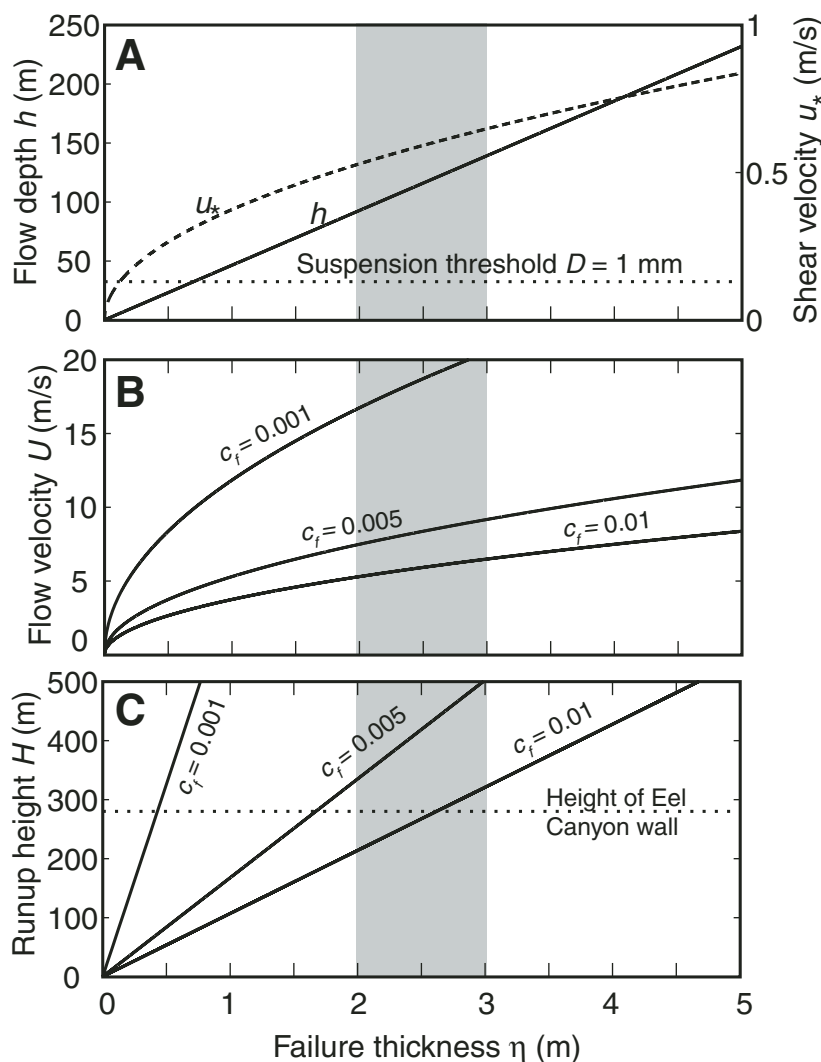 A
Flow depth h (m)
250
200
150
100
50
0
Shear velocity u* (m/s)
1
0.5
0
u*
h
Suspension threshold D = 1 mm
B
Flow velocity U (m/s)
20
15
10
5
0
cf = 0.001
cf = 0.005
cf = 0.01
C
Runup height H (m)
500
400
300
200
100
0
cf = 0.001
cf = 0.005
cf = 0.01
Height of Eel
Canyon wall
0 1 2 3 4 5
Failure thickness η (m)